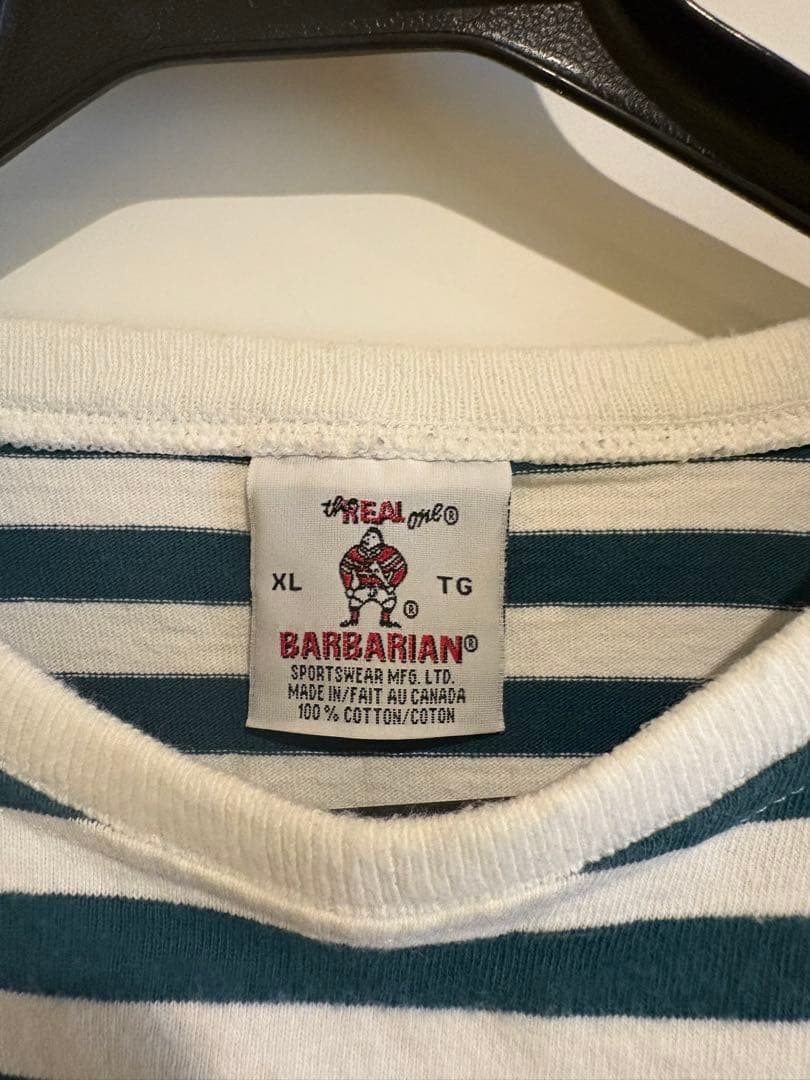 the REAL one®
XL TG
®
BARBARIAN®
SPORTSWEAR MFG. LTD.
MADE IN/FAIT AU CANADA
100% COTTON/COTON